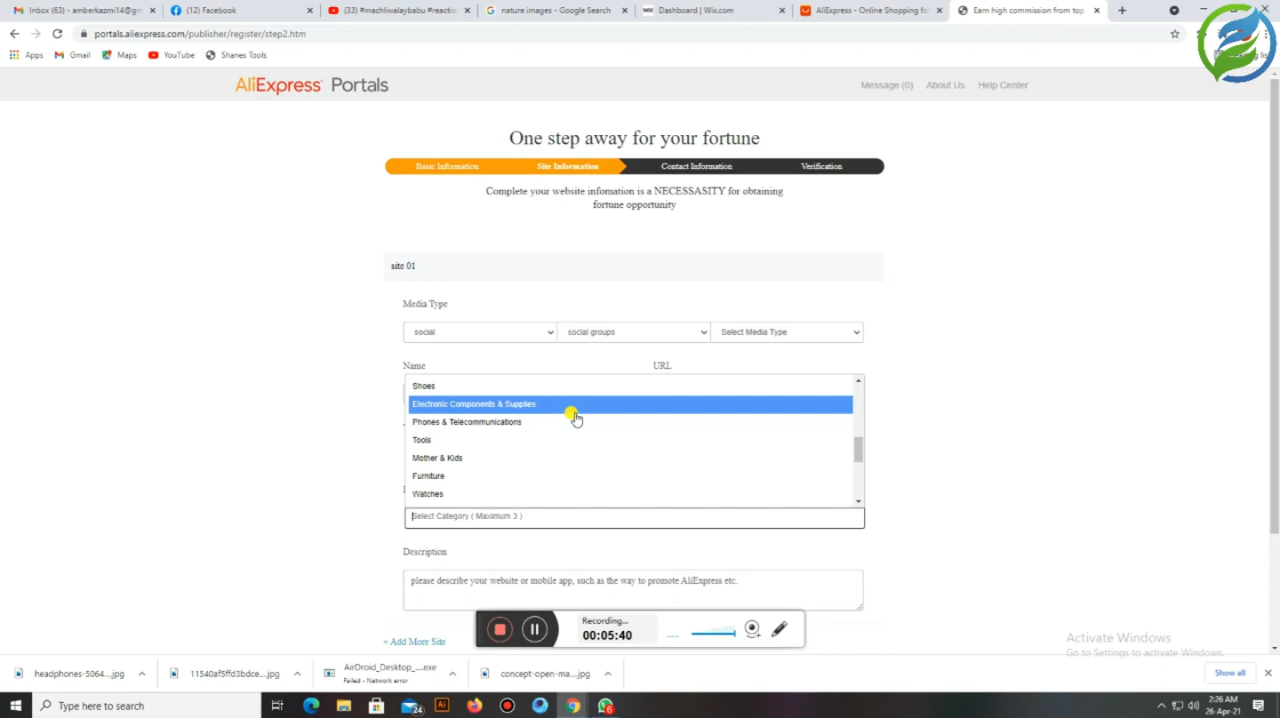 Inbox (63) - amberkazmi14@gm
(12) Facebook
(33) #machliwalaybabu #reaction
nature images - Google Search
Dashboard | Wix.com
AliExpress - Online Shopping for
Earn high commission from top
portals.aliexpress.com/publisher/register/step2.htm
Apps
Gmail
Maps
YouTube
Shanes Tools
AliExpress Portals
Message (0)
About Us
Help Center
One step away for your fortune
Basic Information
Site Information
Contact Information
Verification
Complete your website infomation is a NECESSASITY for obtaining
fortune opportunity
site 01
Media Type
social
social groups
Select Media Type
Name
URL
Shoes
Electronic Components & Supplies
Phones & Telecommunications
Tools
Mother & Kids
Furniture
Watches
Select Category ( Maximum 3 )
Description
please describe your website or mobile app, such as the way to promote AliExpress etc.
Recording...
00:05:40
+ Add More Site
Activate Windows
Go to Settings to activate Windows.
headphones-5064....jpg
11540af5ffd3bdce....jpg
AirDroid_Desktop_....exe
Failed - Network error
concept-open-ma....jpg
Show all
Type here to search
24
6
2:26 AM
26-Apr-21